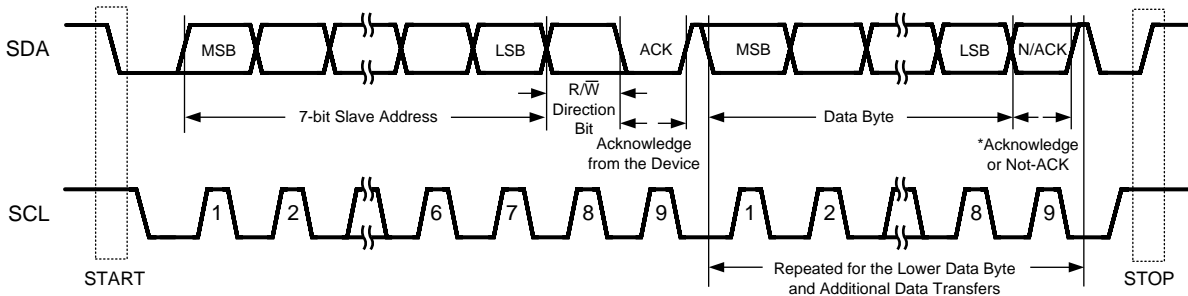 SDA
MSB
LSB
ACK
MSB
LSB
N/ACK
R/W̅
Direction
Bit
7-bit Slave Address
Acknowledge
from the Device
Data Byte
*Acknowledge
or Not-ACK
SCL
1
2
6
7
8
9
1
2
8
9
START
Repeated for the Lower Data Byte
and Additional Data Transfers
STOP